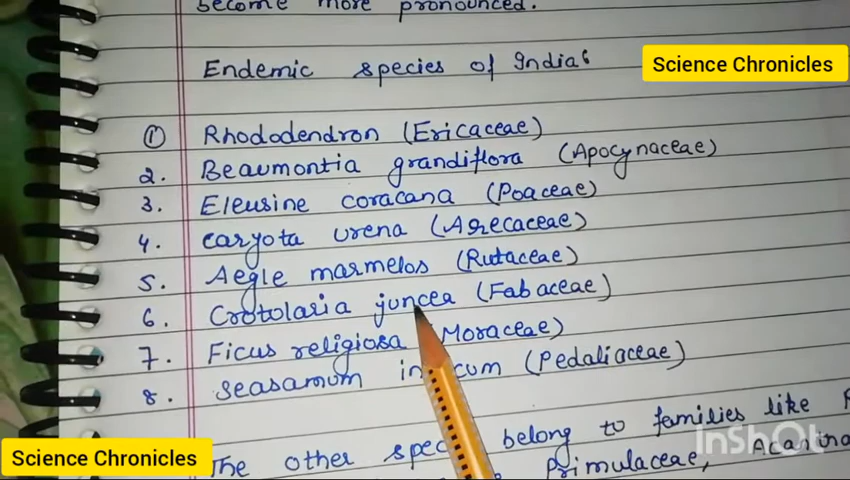 become more pronounced.
Endemic species of India
Science Chronicles
① Rhododendron (Ericaceae)
2. Beaumontia grandiflora (Apocynaceae)
3. Eleusine coracana (Poaceae)
4. Caryota urena (Arecaceae)
5. Aegle marmelos (Rutaceae)
6. Crotolaria juncea (Fabaceae)
7. Ficus religiosa Moraceae)
8. Seasamum in cum (Pedaliaceae)
The other spec belong to families like
Primulaceae,
InShOt
Science Chronicles